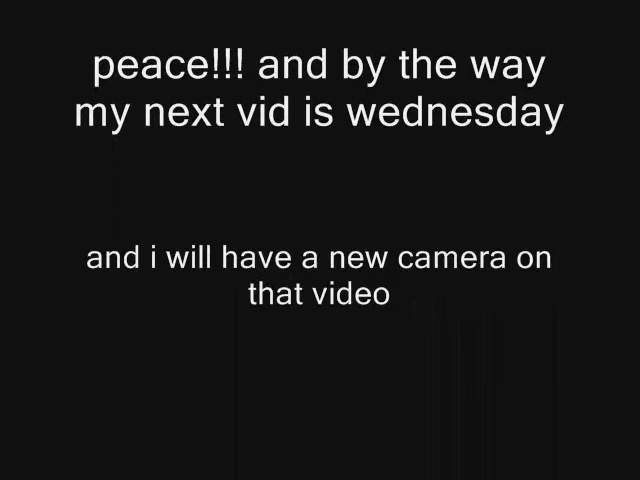 peace!!! and by the way
my next vid is wednesday
and i will have a new camera on
that video